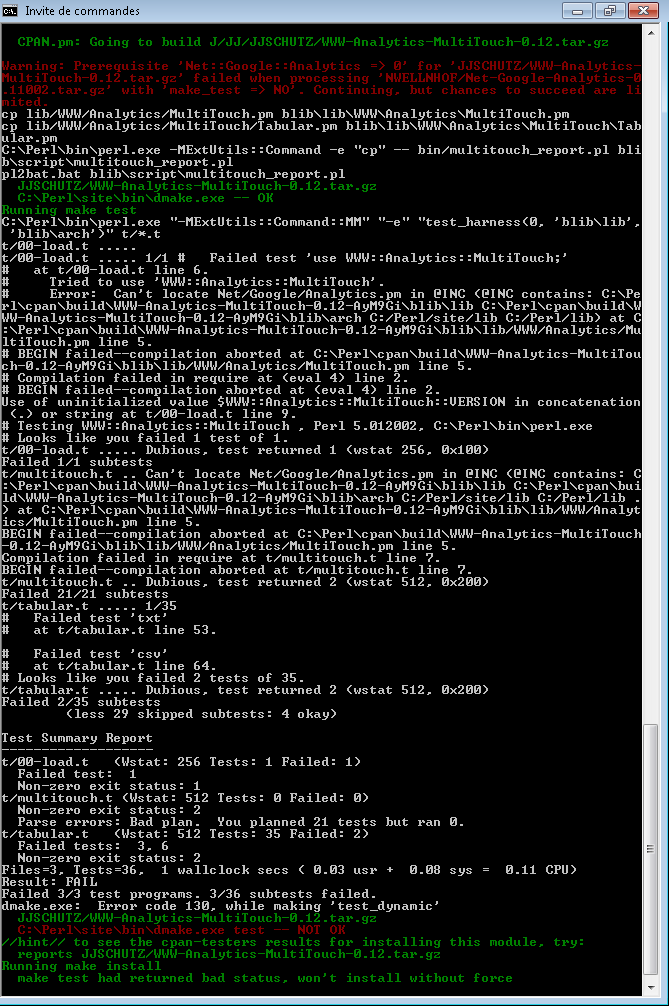 Invite de commandes
CPAN.pm: Going to build J/JJ/JJSCHUTZ/WWW-Analytics-MultiTouch-0.12.tar.gz
Warning: Prerequisite 'Net::Google::Analytics => 0' for 'JJSCHUTZ/WWW-Analytics-
MultiTouch-0.12.tar.gz' failed when processing 'NWELLNHOF/Net-Google-Analytics-0
.11002.tar.gz' with 'make_test => NO'. Continuing, but chances to succeed are li
mited.
cp lib/WWW/Analytics/MultiTouch.pm blib\lib\WWW\Analytics\MultiTouch.pm
cp lib/WWW/Analytics/MultiTouch/Tabular.pm blib\lib\WWW\Analytics\MultiTouch\Tab
ular.pm
C:\Perl\bin\perl.exe -MExtUtils::Command -e "cp" -- bin/multitouch_report.pl bli
b\script\multitouch_report.pl
pl2bat.bat blib\script\multitouch_report.pl
  JJSCHUTZ/WWW-Analytics-MultiTouch-0.12.tar.gz
  C:\Perl\site\bin\dmake.exe -- OK
Running make test
C:\Perl\bin\perl.exe "-MExtUtils::Command::MM" "-e" "test_harness(0, 'blib\lib',
 'blib\arch')" t/*.t
t/00-load.t .....
t/00-load.t ..... 1/1 #   Failed test 'use WWW::Analytics::MultiTouch;'
#   at t/00-load.t line 6.
#     Tried to use 'WWW::Analytics::MultiTouch'.
#     Error:  Can't locate Net/Google/Analytics.pm in @INC (@INC contains: C:\Pe
rl\cpan\build\WWW-Analytics-MultiTouch-0.12-AyM9Gi\blib\lib C:\Perl\cpan\build\W
WW-Analytics-MultiTouch-0.12-AyM9Gi\blib\arch C:/Perl/site/lib C:/Perl/lib) at C
:\Perl\cpan\build\WWW-Analytics-MultiTouch-0.12-AyM9Gi\blib\lib/WWW/Analytics/Mu
ltiTouch.pm line 5.
# BEGIN failed--compilation aborted at C:\Perl\cpan\build\WWW-Analytics-MultiTou
ch-0.12-AyM9Gi\blib\lib/WWW/Analytics/MultiTouch.pm line 5.
# Compilation failed in require at (eval 4) line 2.
# BEGIN failed--compilation aborted at (eval 4) line 2.
Use of uninitialized value $WWW::Analytics::MultiTouch::VERSION in concatenation
 (.) or string at t/00-load.t line 9.
# Testing WWW::Analytics::MultiTouch , Perl 5.012002, C:\Perl\bin\perl.exe
# Looks like you failed 1 test of 1.
t/00-load.t ..... Dubious, test returned 1 (wstat 256, 0x100)
Failed 1/1 subtests
t/multitouch.t .. Can't locate Net/Google/Analytics.pm in @INC (@INC contains: C
:\Perl\cpan\build\WWW-Analytics-MultiTouch-0.12-AyM9Gi\blib\lib C:\Perl\cpan\bui
ld\WWW-Analytics-MultiTouch-0.12-AyM9Gi\blib\arch C:/Perl/site/lib C:/Perl/lib .
) at C:\Perl\cpan\build\WWW-Analytics-MultiTouch-0.12-AyM9Gi\blib\lib/WWW/Analyt
ics/MultiTouch.pm line 5.
BEGIN failed--compilation aborted at C:\Perl\cpan\build\WWW-Analytics-MultiTouch
-0.12-AyM9Gi\blib\lib/WWW/Analytics/MultiTouch.pm line 5.
Compilation failed in require at t/multitouch.t line 7.
BEGIN failed--compilation aborted at t/multitouch.t line 7.
t/multitouch.t .. Dubious, test returned 2 (wstat 512, 0x200)
Failed 21/21 subtests
t/tabular.t ..... 1/35
#   Failed test 'txt'
#   at t/tabular.t line 53.
#   Failed test 'csv'
#   at t/tabular.t line 64.
# Looks like you failed 2 tests of 35.
t/tabular.t ..... Dubious, test returned 2 (wstat 512, 0x200)
Failed 2/35 subtests
        (less 29 skipped subtests: 4 okay)
Test Summary Report
-------------------
t/00-load.t   (Wstat: 256 Tests: 1 Failed: 1)
  Failed test:  1
  Non-zero exit status: 1
t/multitouch.t (Wstat: 512 Tests: 0 Failed: 0)
  Non-zero exit status: 2
  Parse errors: Bad plan.  You planned 21 tests but ran 0.
t/tabular.t   (Wstat: 512 Tests: 35 Failed: 2)
  Failed tests:  3, 6
  Non-zero exit status: 2
Files=3, Tests=36,  1 wallclock secs ( 0.03 usr +  0.08 sys =  0.11 CPU)
Result: FAIL
Failed 3/3 test programs. 3/36 subtests failed.
dmake.exe:  Error code 130, while making 'test_dynamic'
  JJSCHUTZ/WWW-Analytics-MultiTouch-0.12.tar.gz
  C:\Perl\site\bin\dmake.exe test -- NOT OK
//hint// to see the cpan-testers results for installing this module, try:
  reports JJSCHUTZ/WWW-Analytics-MultiTouch-0.12.tar.gz
Running make install
  make test had returned bad status, won't install without force